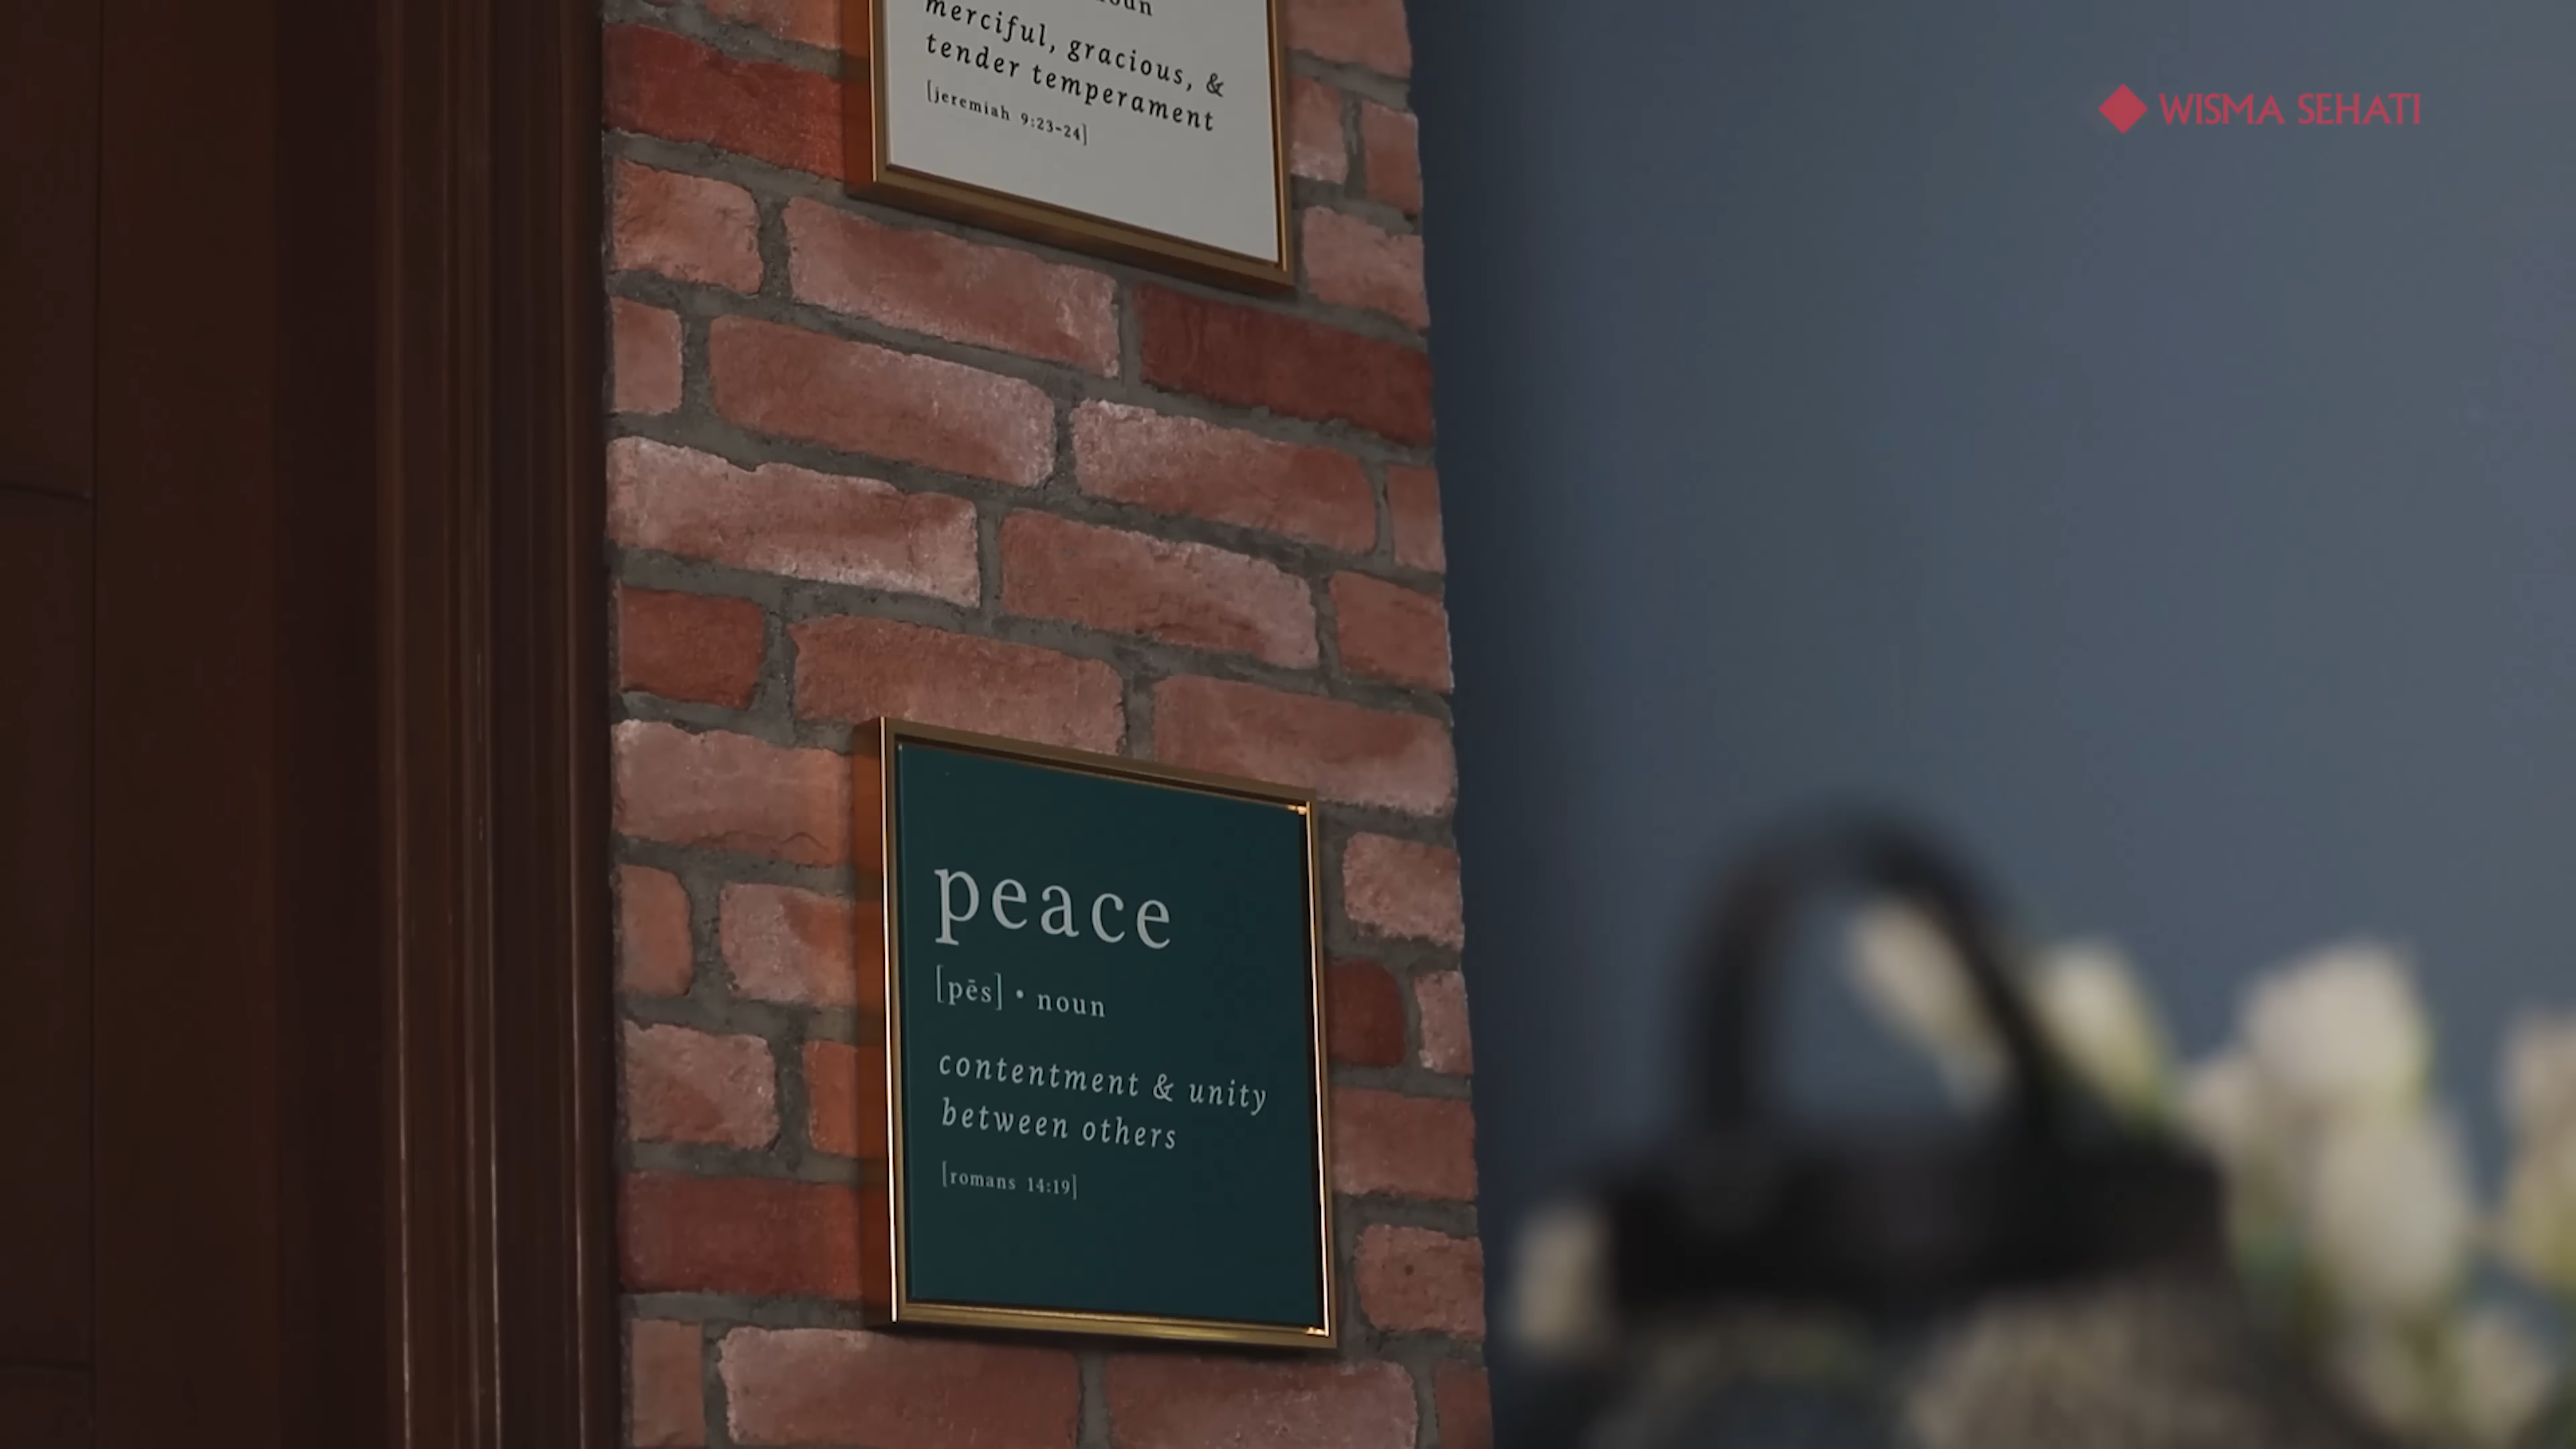 merciful, gracious, &
tender temperament
[jeremiah 9:23-24]
WISMA SEHATI
peace
[pēs] • noun
contentment & unity
between others
[romans 14:19]